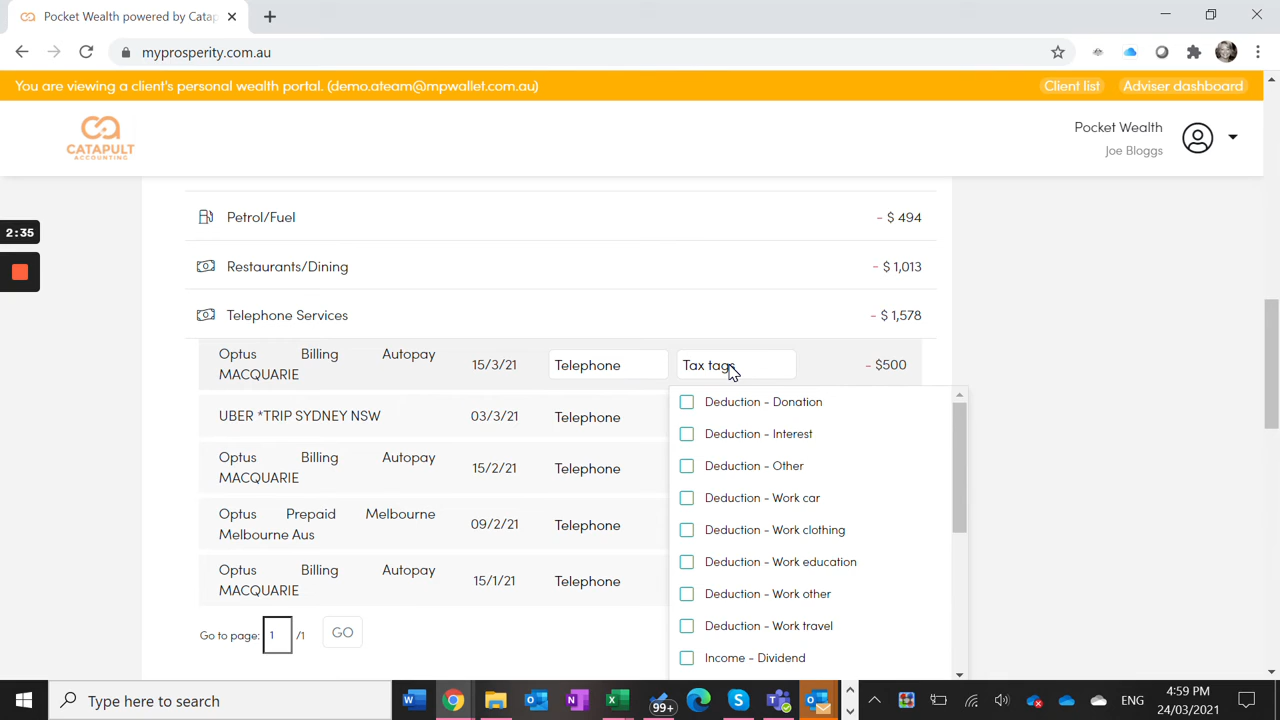 Pocket Wealth powered by Catap
myprosperity.com.au
You are viewing a client's personal wealth portal. (demo.ateam@mpwallet.com.au)
Client list
Adviser dashboard
CATAPULT
ACCOUNTING
Pocket Wealth
Joe Bloggs
2:35
Petrol/Fuel
- $ 494
Restaurants/Dining
- $ 1,013
Telephone Services
- $ 1,578
Optus Billing Autopay
MACQUARIE
15/3/21
Telephone
Tax tags
- $500
UBER *TRIP SYDNEY NSW
03/3/21
Telephone
Optus Billing Autopay
MACQUARIE
15/2/21
Telephone
Optus Prepaid Melbourne
Melbourne Aus
09/2/21
Telephone
Optus Billing Autopay
MACQUARIE
15/1/21
Telephone
Deduction - Donation
Deduction - Interest
Deduction - Other
Deduction - Work car
Deduction - Work clothing
Deduction - Work education
Deduction - Work other
Deduction - Work travel
Income - Dividend
Go to page:
1
/1
GO
Type here to search
99+
ENG
4:59 PM
24/03/2021